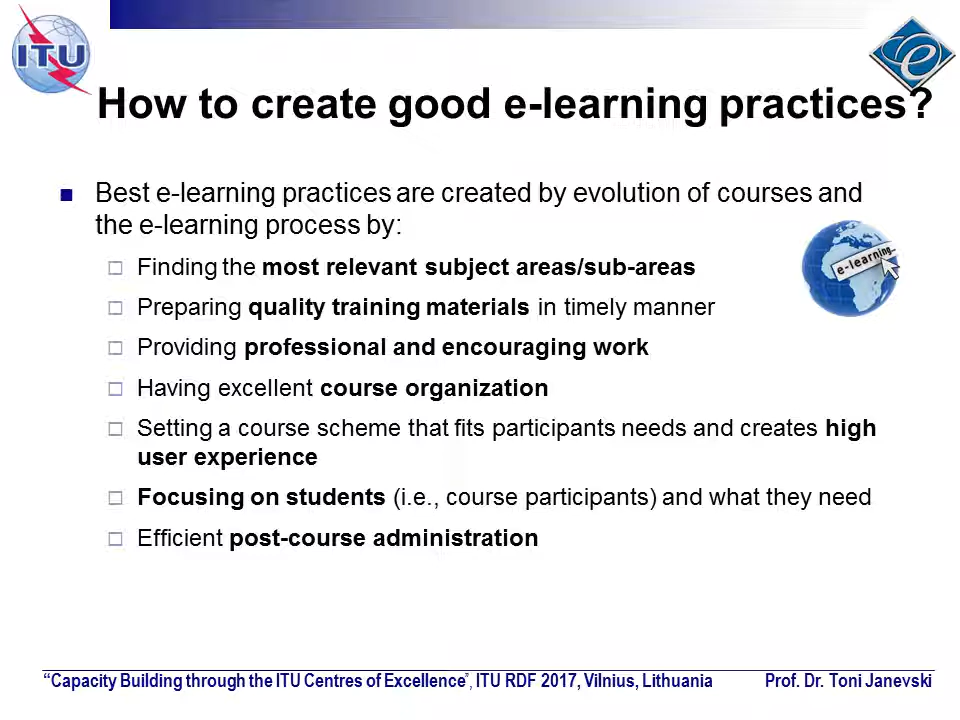 ITU
e
How to create good e-learning practices?
Best e-learning practices are created by evolution of courses and
the e-learning process by:
Finding the most relevant subject areas/sub-areas
e-learning
Preparing quality training materials in timely manner
Providing professional and encouraging work
Having excellent course organization
Setting a course scheme that fits participants needs and creates high
user experience
Focusing on students (i.e., course participants) and what they need
Efficient post-course administration
“Capacity Building through the ITU Centres of Excellence”, ITU RDF 2017, Vilnius, Lithuania Prof. Dr. Toni Janevski